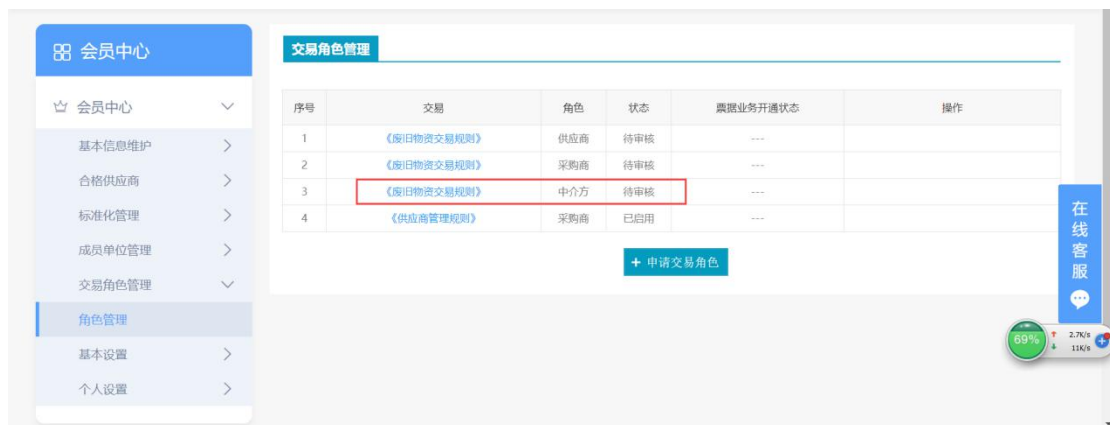 会员中心
会员中心
基本信息维护
合格供应商
标准化管理
成员单位管理
交易角色管理
角色管理
基本设置
个人设置
交易角色管理
序号 交易 角色 状态 票据业务开通状态 操作
1 《废旧物资交易规则》 供应商 待审核 ---
2 《废旧物资交易规则》 采购商 待审核 ---
3 《废旧物资交易规则》 中介方 待审核 ---
4 《供应商管理规则》 采购商 已启用 ---
+ 申请交易角色
在线客服
69%
2.7K/s
11K/s